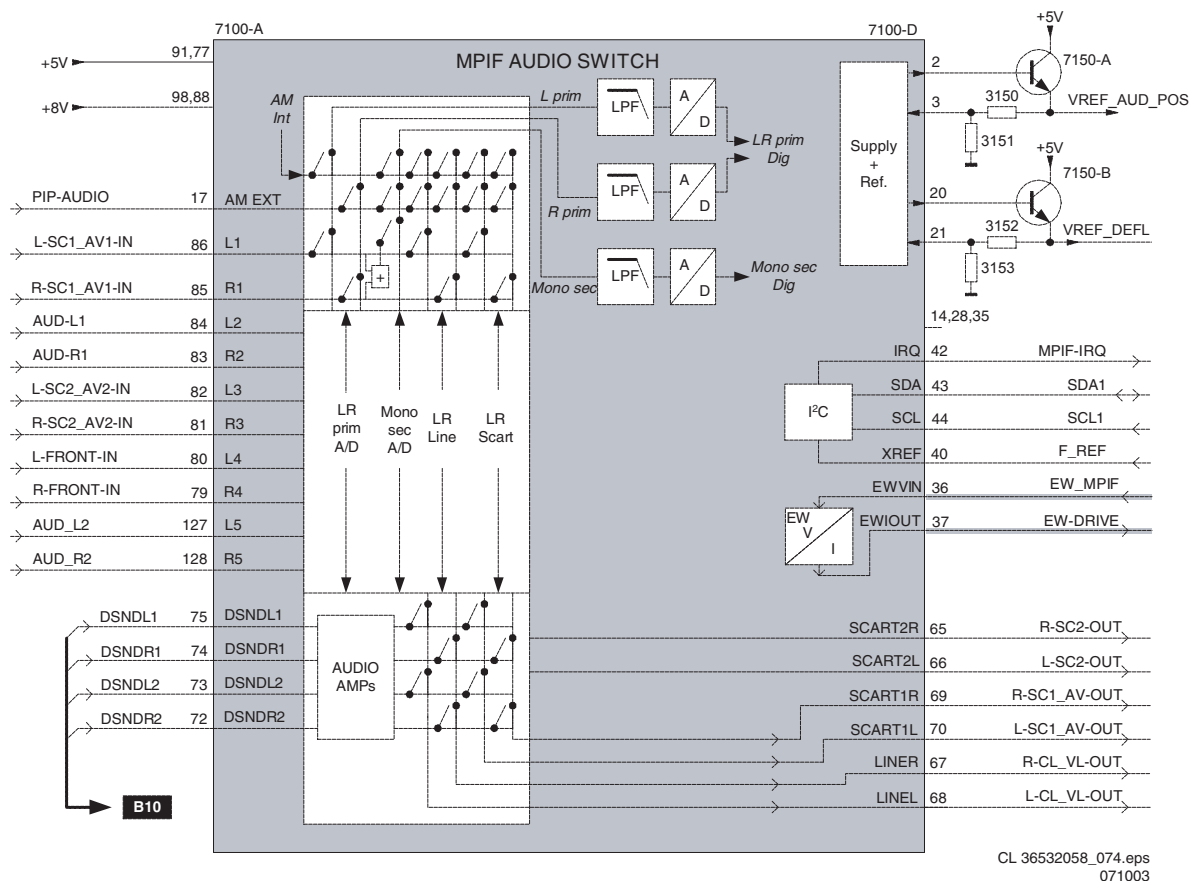 7100-A
7100-D
MPIF AUDIO SWITCH
+5V 91,77
+8V 98,88
AM
Int
L prim
LPF
A
D
LR prim
Dig
R prim
LPF
A
D
Mono sec
LPF
A
D
Mono sec
Dig
+
Supply
+
Ref.
2
+5V
7150-A
3
3150
VREF_AUD_POS
3151
+5V
20
7150-B
21
3152
VREF_DEFL
3153
14,28,35
PIP-AUDIO 17 AM EXT
L-SC1_AV1-IN 86 L1
R-SC1_AV1-IN 85 R1
AUD-L1 84 L2
AUD-R1 83 R2
L-SC2_AV2-IN 82 L3
R-SC2_AV2-IN 81 R3
L-FRONT-IN 80 L4
R-FRONT-IN 79 R4
AUD_L2 127 L5
AUD_R2 128 R5
LR
prim
A/D
Mono
sec
A/D
LR
Line
LR
Scart
I²C
IRQ 42 MPIF-IRQ
SDA 43 SDA1
SCL 44 SCL1
XREF 40 F_REF
EWVIN 36 EW_MPIF
EWIOUT 37 EW-DRIVE
EW
V
I
DSNDL1 75 DSNDL1
DSNDR1 74 DSNDR1
DSNDL2 73 DSNDL2
DSNDR2 72 DSNDR2
AUDIO
AMPs
B10
SCART2R 65 R-SC2-OUT
SCART2L 66 L-SC2-OUT
SCART1R 69 R-SC1_AV-OUT
SCART1L 70 L-SC1_AV-OUT
LINER 67 R-CL_VL-OUT
LINEL 68 L-CL_VL-OUT
CL 36532058_074.eps
071003